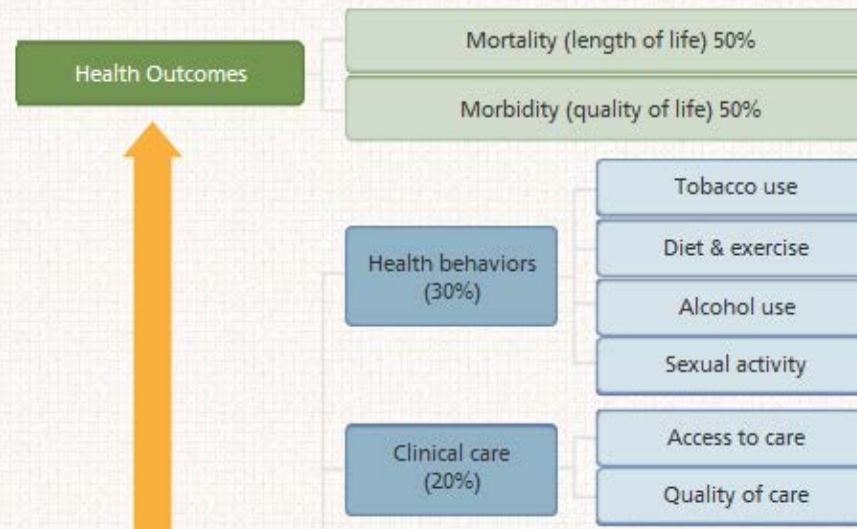 Health Outcomes
Mortality (length of life) 50%
Morbidity (quality of life) 50%
Health behaviors
(30%)
Tobacco use
Diet & exercise
Alcohol use
Sexual activity
Clinical care
(20%)
Access to care
Quality of care